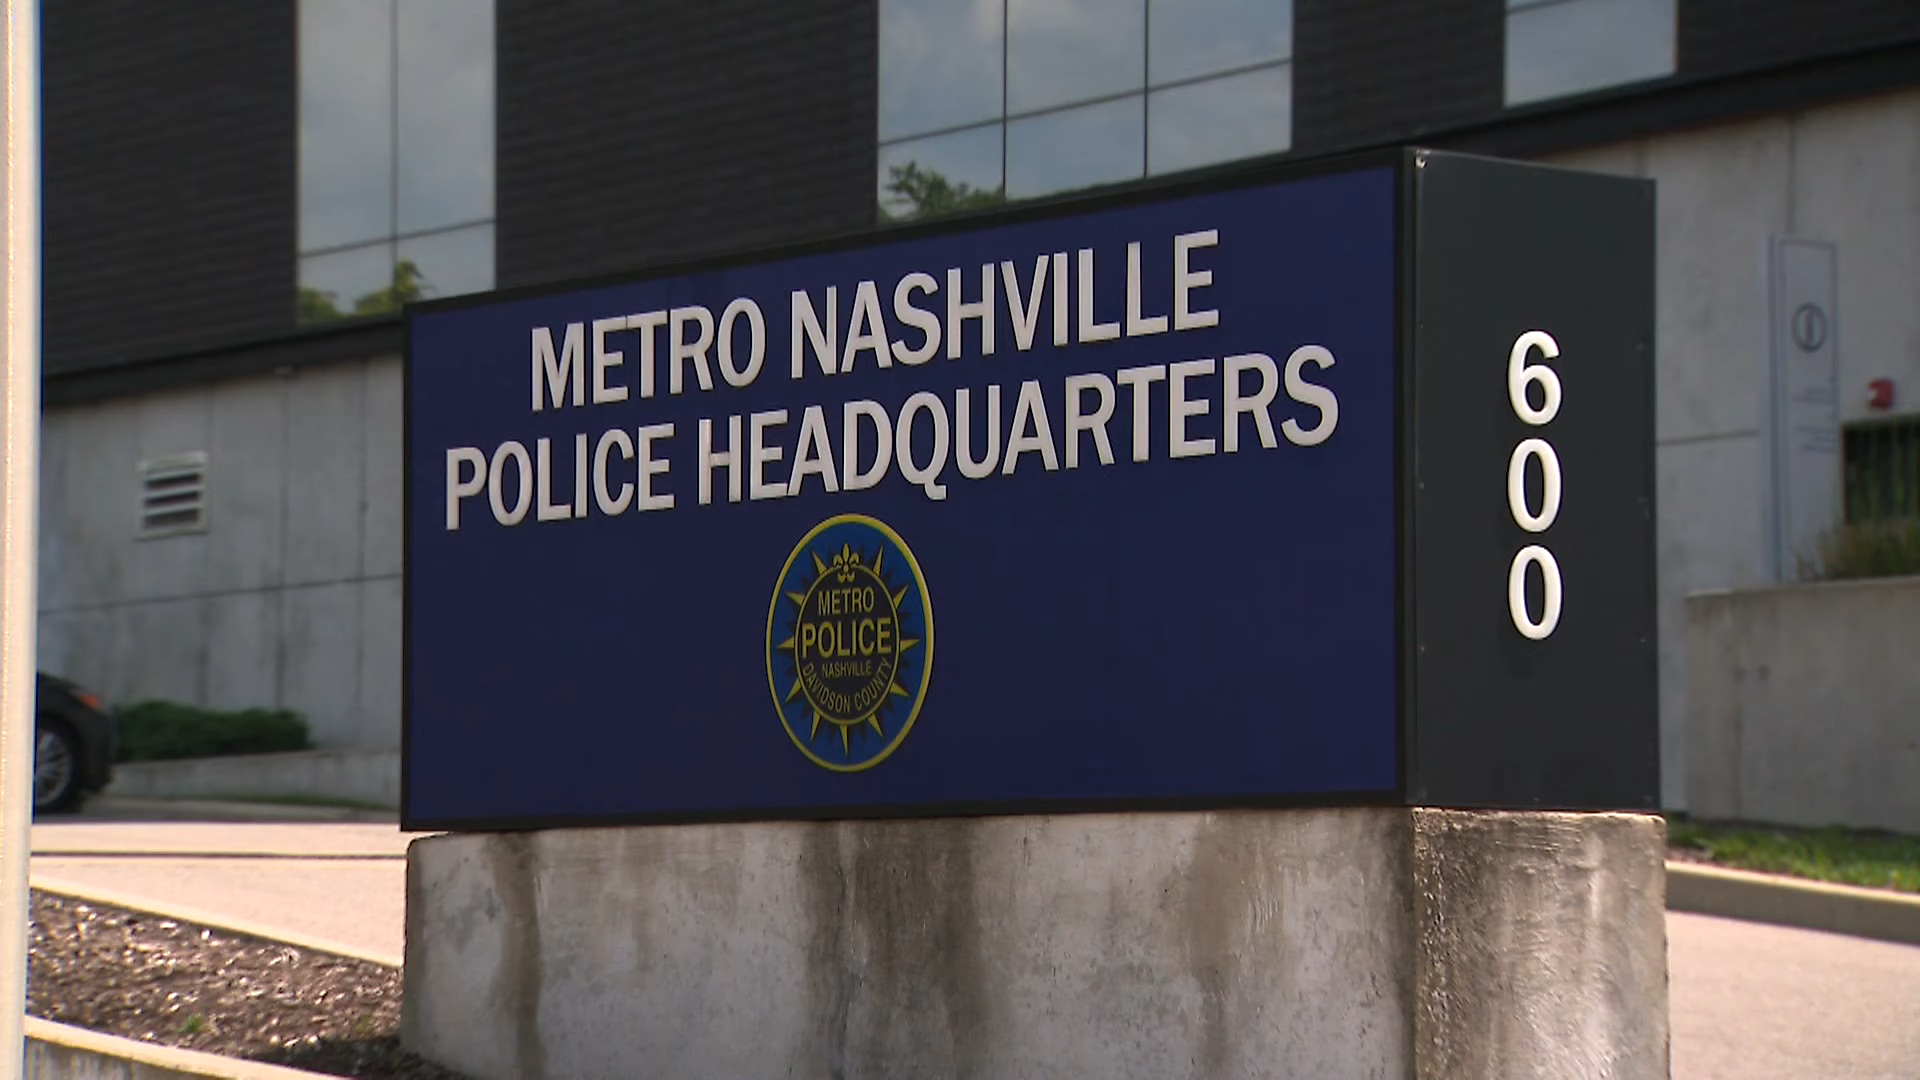 METRO NASHVILLE
POLICE HEADQUARTERS
METRO
POLICE
NASHVILLE
DAVIDSON COUNTY
600